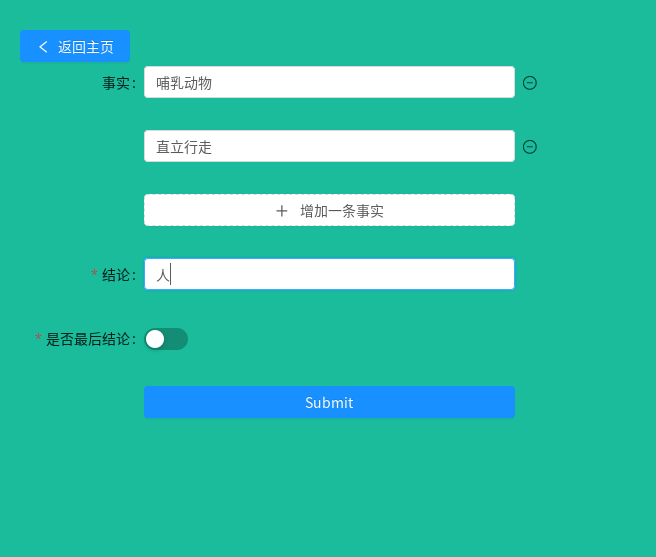 返回主页
事实:
哺乳动物
直立行走
+ 增加一条事实
* 结论: 人
* 是否最后结论:
Submit